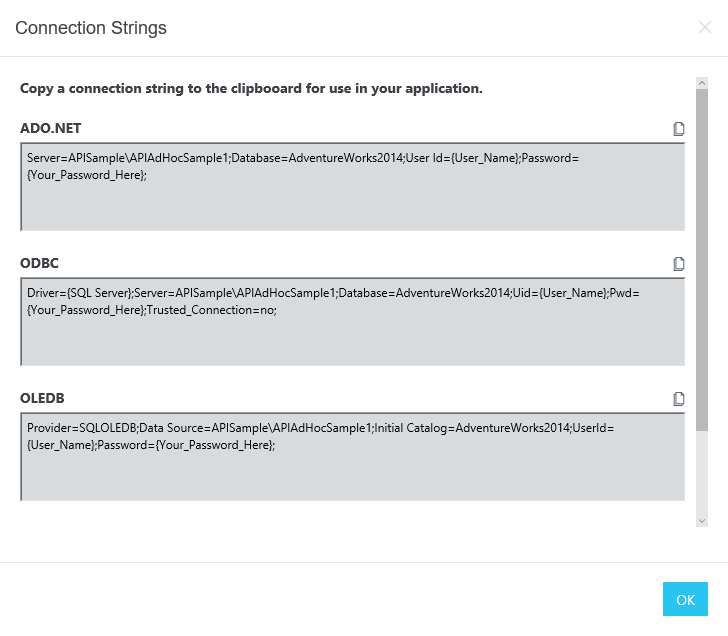 Connection Strings
Copy a connection string to the clipbooard for use in your application.
ADO.NET
Server=APISample\APIAdHocSample1;Database=AdventureWorks2014;User Id={User_Name};Password=
{Your_Password_Here};
ODBC
Driver={SQL Server};Server=APISample\APIAdHocSample1;Database=AdventureWorks2014;Uid={User_Name};Pwd=
{Your_Password_Here};Trusted_Connection=no;
OLEDB
Provider=SQLOLEDB;Data Source=APISample\APIAdHocSample1;Initial Catalog=AdventureWorks2014;UserId=
{User_Name};Password={Your_Password_Here};
OK